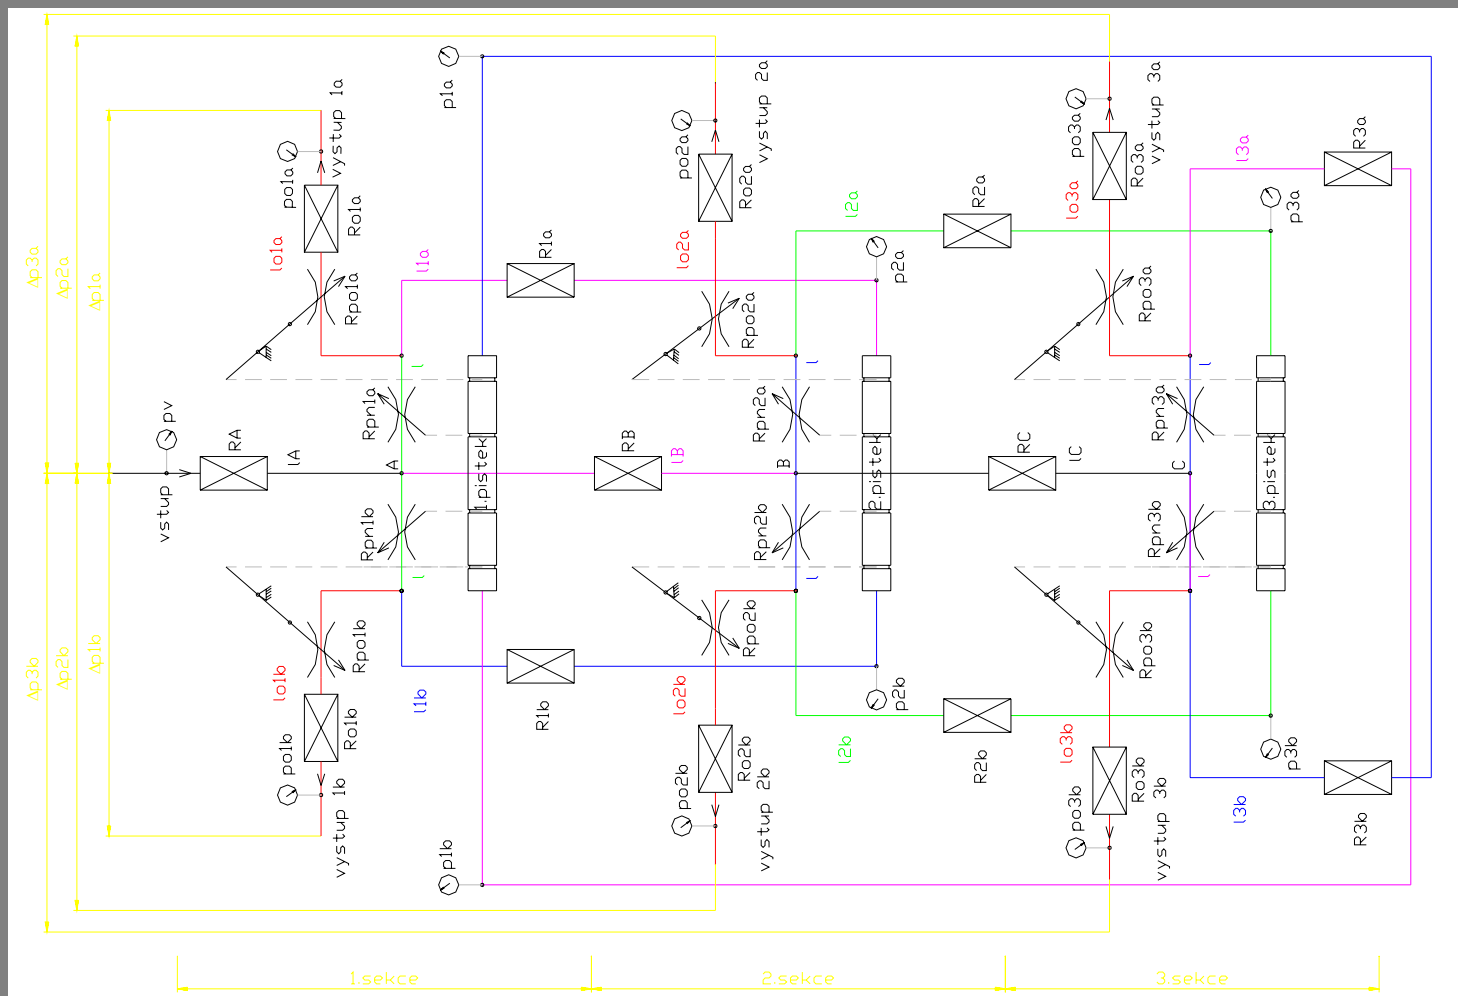 p1a
vystup 1a
po1a
Ro1a
lo1a
Rpo1a
l1a
R1a
vystup 2a
po2a
Ro2a
lo2a
Rpo2a
l2a
R2a
p2a
vystup 3a
po3a
Ro3a
lo3a
Rpo3a
l3a
R3a
p3a
Δp3a
Δp2a
Δp1a
l
l
l
Rpn1a
Rpn2a
Rpn3a
pv
vstup
RA
lA
A
1.pistek
RB
lB
B
2.pistek
RC
lC
C
3.pistek
Rpn1b
Rpn2b
Rpn3b
l
l
l
Δp3b
Δp2b
Δp1b
Rpo1b
lo1b
Ro1b
po1b
vystup 1b
l1b
R1b
p1b
Rpo2b
lo2b
Ro2b
po2b
vystup 2b
p2b
l2b
R2b
Rpo3b
lo3b
Ro3b
po3b
vystup 3b
p3b
l3b
R3b
1.sekce
2.sekce
3.sekce